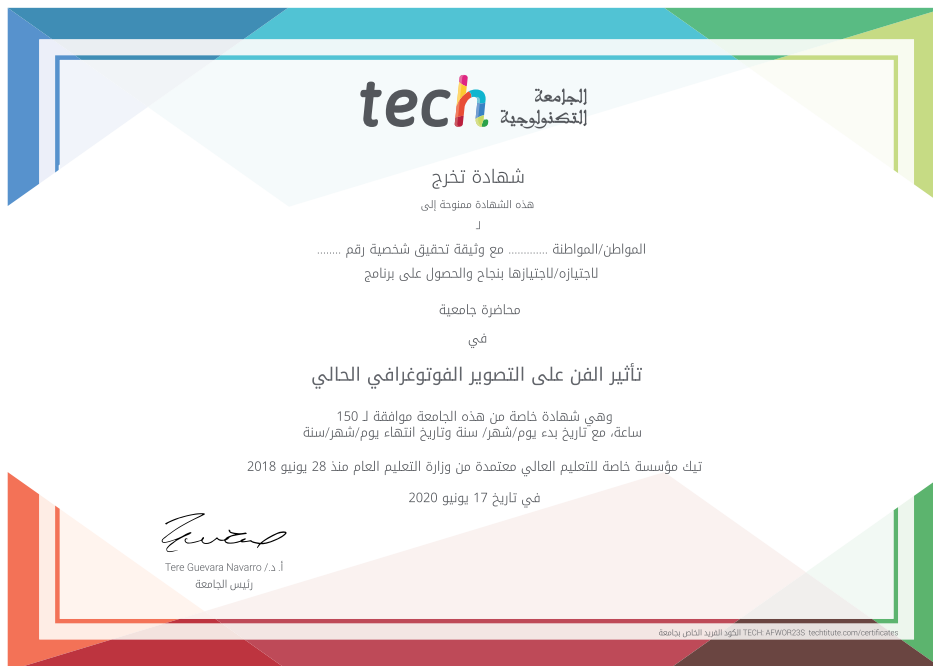 tech الجامعة
التكنولوجية
شهادة تخرج
هذه الشهادة ممنوحة إلى
لـ
المواطن/المواطنة ............. مع وثيقة تحقيق شخصية رقم ........
لاجتيازه/لاجتيازها بنجاح والحصول على برنامج
محاضرة جامعية
في
تأثير الفن على التصوير الفوتوغرافي الحالي
وهي شهادة خاصة من هذه الجامعة موافقة لـ 150
ساعة، مع تاريخ بدء يوم/شهر/ سنة وتاريخ انتهاء يوم/شهر/سنة
تيك مؤسسة خاصة للتعليم العالي معتمدة من وزارة التعليم العام منذ 28 يونيو 2018
في تاريخ 17 يونيو 2020
أ. د./ Tere Guevara Navarro
رئيس الجامعة
الكود الفريد الخاص بجامعة TECH: AFWOR23S techtitute.com/certificates